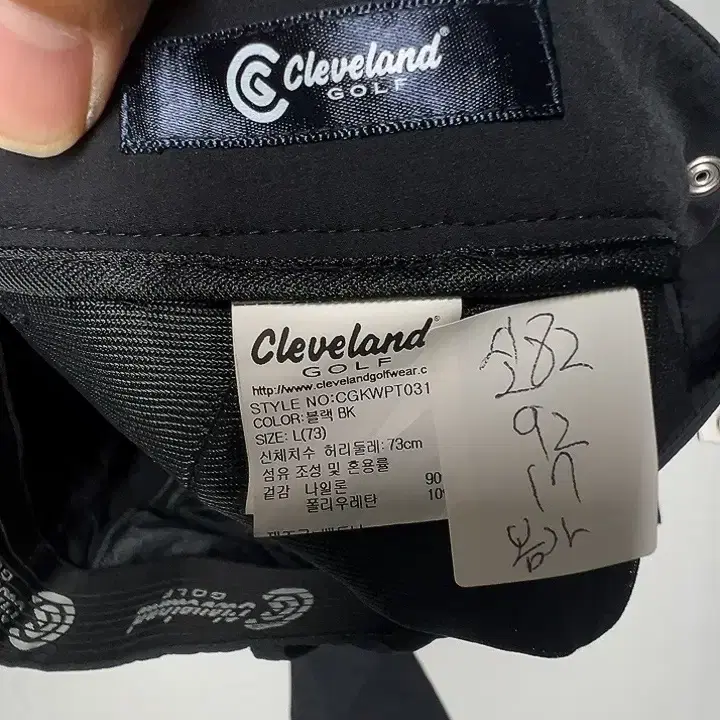 Cleveland
GOLF
Cleveland
GOLF
http://www.clevelandgolfwear.c
STYLE NO:CGKWPT031
COLOR:블랙 BK
SIZE: L(73)
신체치수 허리둘레:73cm
섬유 조성 및 혼용률
겉감 나일론 90
폴리우레탄 10
282
92
17
봄가
Cleveland
GOLF